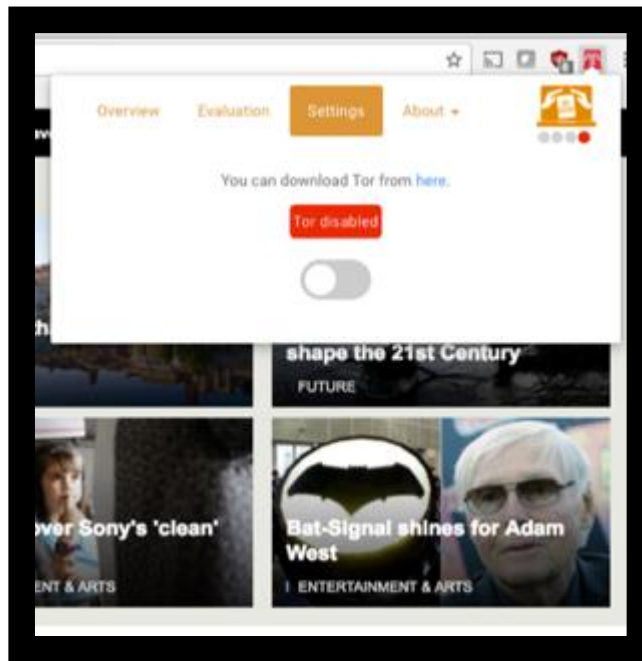 Overview Evaluation Settings About
You can download Tor from here.
Tor disabled
shape the 21st Century
FUTURE
over Sony's 'clean'
ENT & ARTS
Bat-Signal shines for Adam
West
ENTERTAINMENT & ARTS